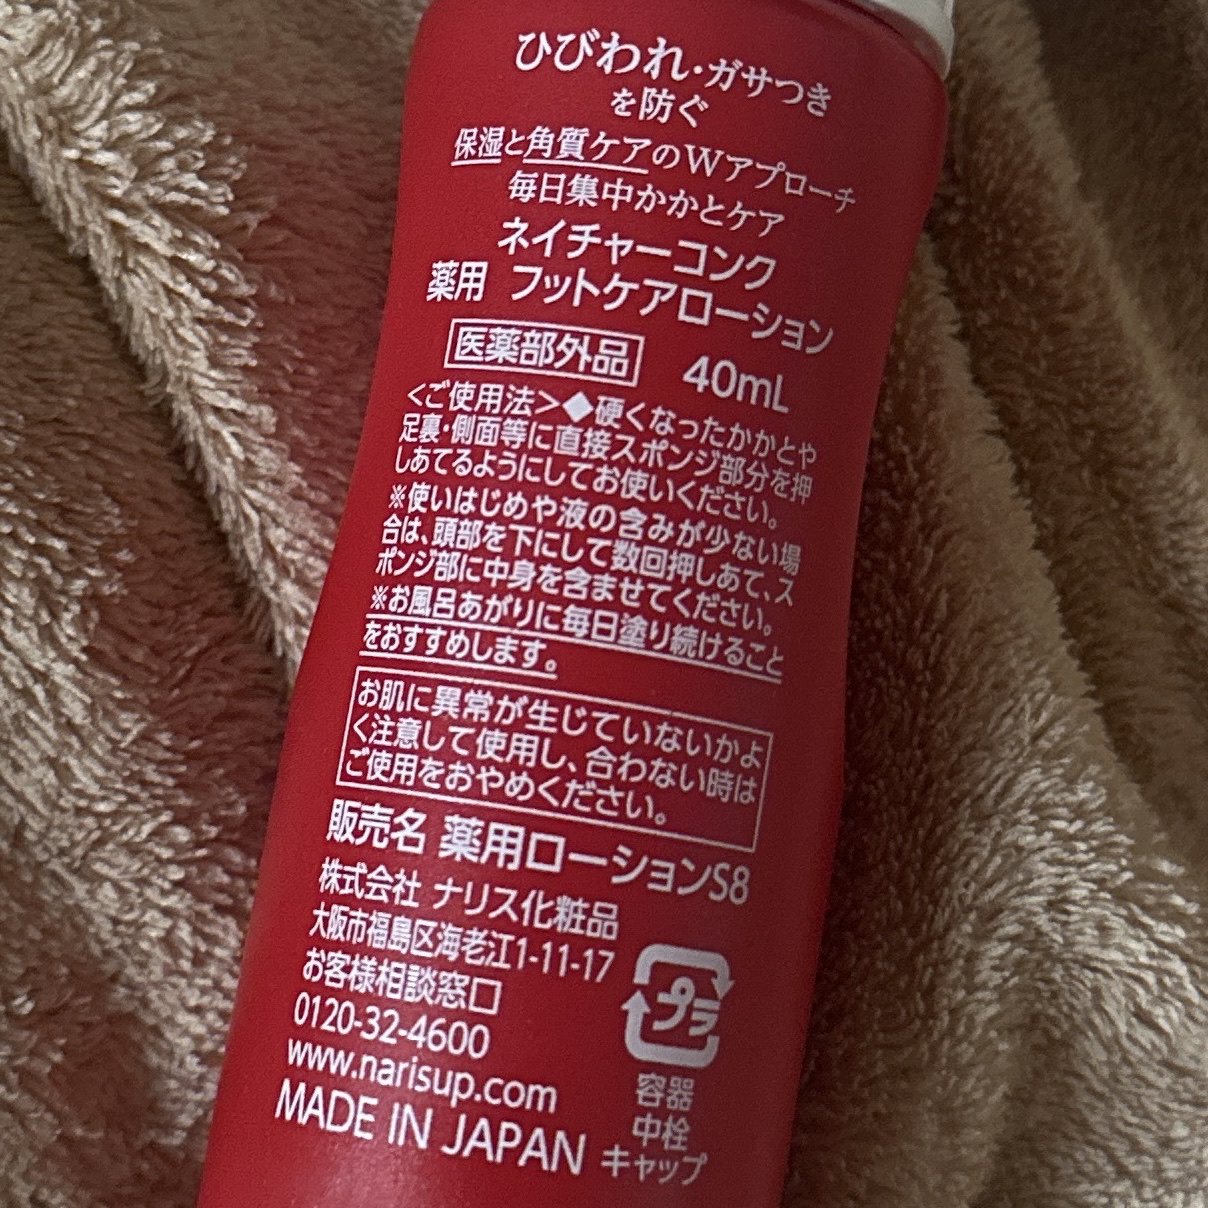 ひびわれ・ガサつき
を防ぐ
保湿と角質ケアのWアプローチ
毎日集中かかとケア
ネイチャーコンク
薬用 フットケアローション
医薬部外品 40mL
<ご使用法>◆硬くなったかかとや
足裏・側面等に直接スポンジ部分を押
しあてるようにしてお使いください。
※使いはじめや液の含みが少ない場
合は、頭部を下にして数回押しあて、ス
ポンジ部に中身を含ませてください。
※お風呂あがりに毎日塗り続けること
をおすすめします。
お肌に異常が生じていないかよ
く注意して使用し、合わない時は
ご使用をおやめください。
販売名 薬用ローションS8
株式会社 ナリス化粧品
大阪市福島区海老江1-11-17
お客様相談窓口
0120-32-4600
www.narisup.com
MADE IN JAPAN
プラ
容器
中栓
キャップ